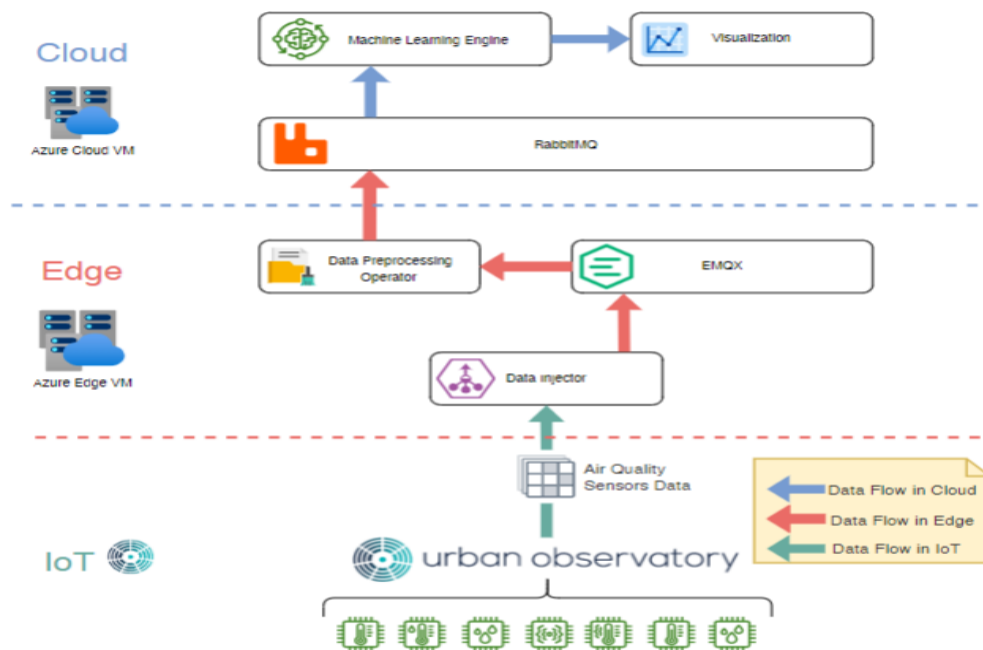 Cloud
Azure Cloud VM
Machine Learning Engine
Visualization
RabbitMQ
Edge
Azure Edge VM
Data Preprocessing
Operator
EMQX
Data injector
IoT
Air Quality
Sensors Data
urban observatory
Data Flow in Cloud
Data Flow in Edge
Data Flow in IoT